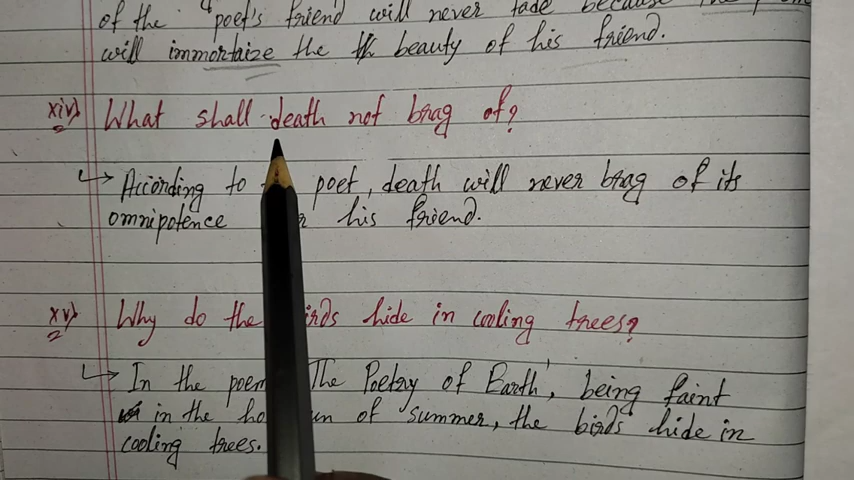 of the poet's friend will never fade because the
will immortaize the beauty of his friend.
xiv) What shall death not brag of?
According to poet, death will never brag of its
omnipotence his friend.
xv) Why do the hide in cooling trees?
In the poem 'The Poetry of Earth', being faint
in the of summer, the birds hide in
cooling trees.